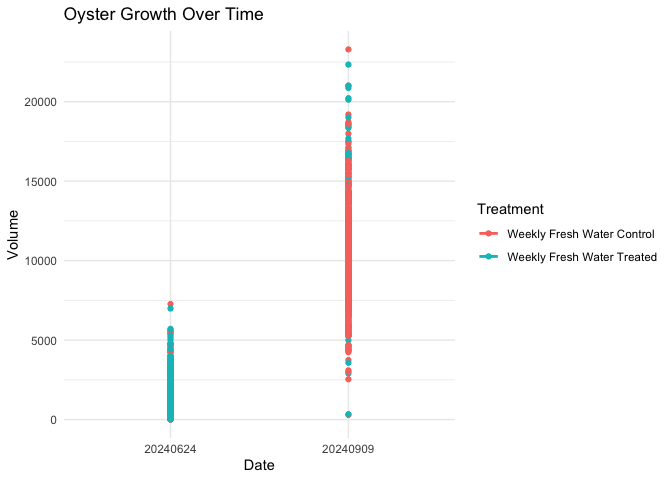 Oyster Growth Over Time
Volume
20000
15000
10000
5000
0
20240624
20240909
Date
Treatment
Weekly Fresh Water Control
Weekly Fresh Water Treated